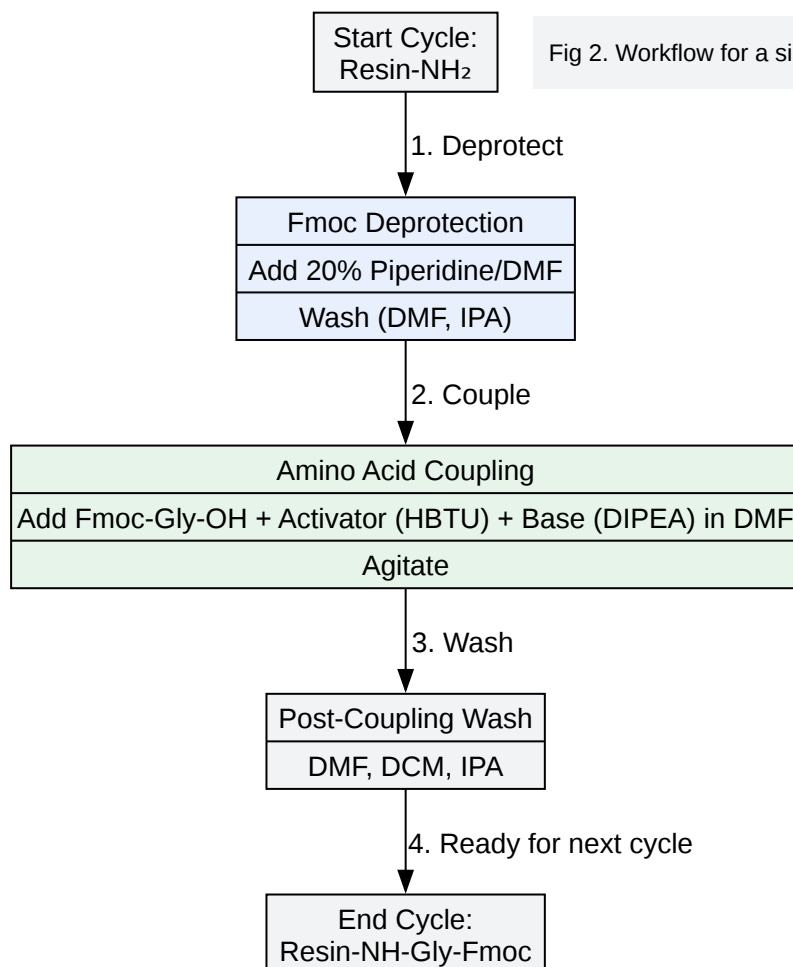 Start Cycle:
Resin-NH₂
Fig 2. Workflow for a
1. Deprotect
Fmoc Deprotection
Add 20% Piperidine/DMF
Wash (DMF, IPA)
2. Couple
Amino Acid Coupling
Add Fmoc-Gly-OH + Activator (HBTU) + Base (DIPEA) in DMF
Agitate
3. Wash
Post-Coupling Wash
DMF, DCM, IPA
4. Ready for next cycle
End Cycle:
Resin-NH-Gly-Fmoc